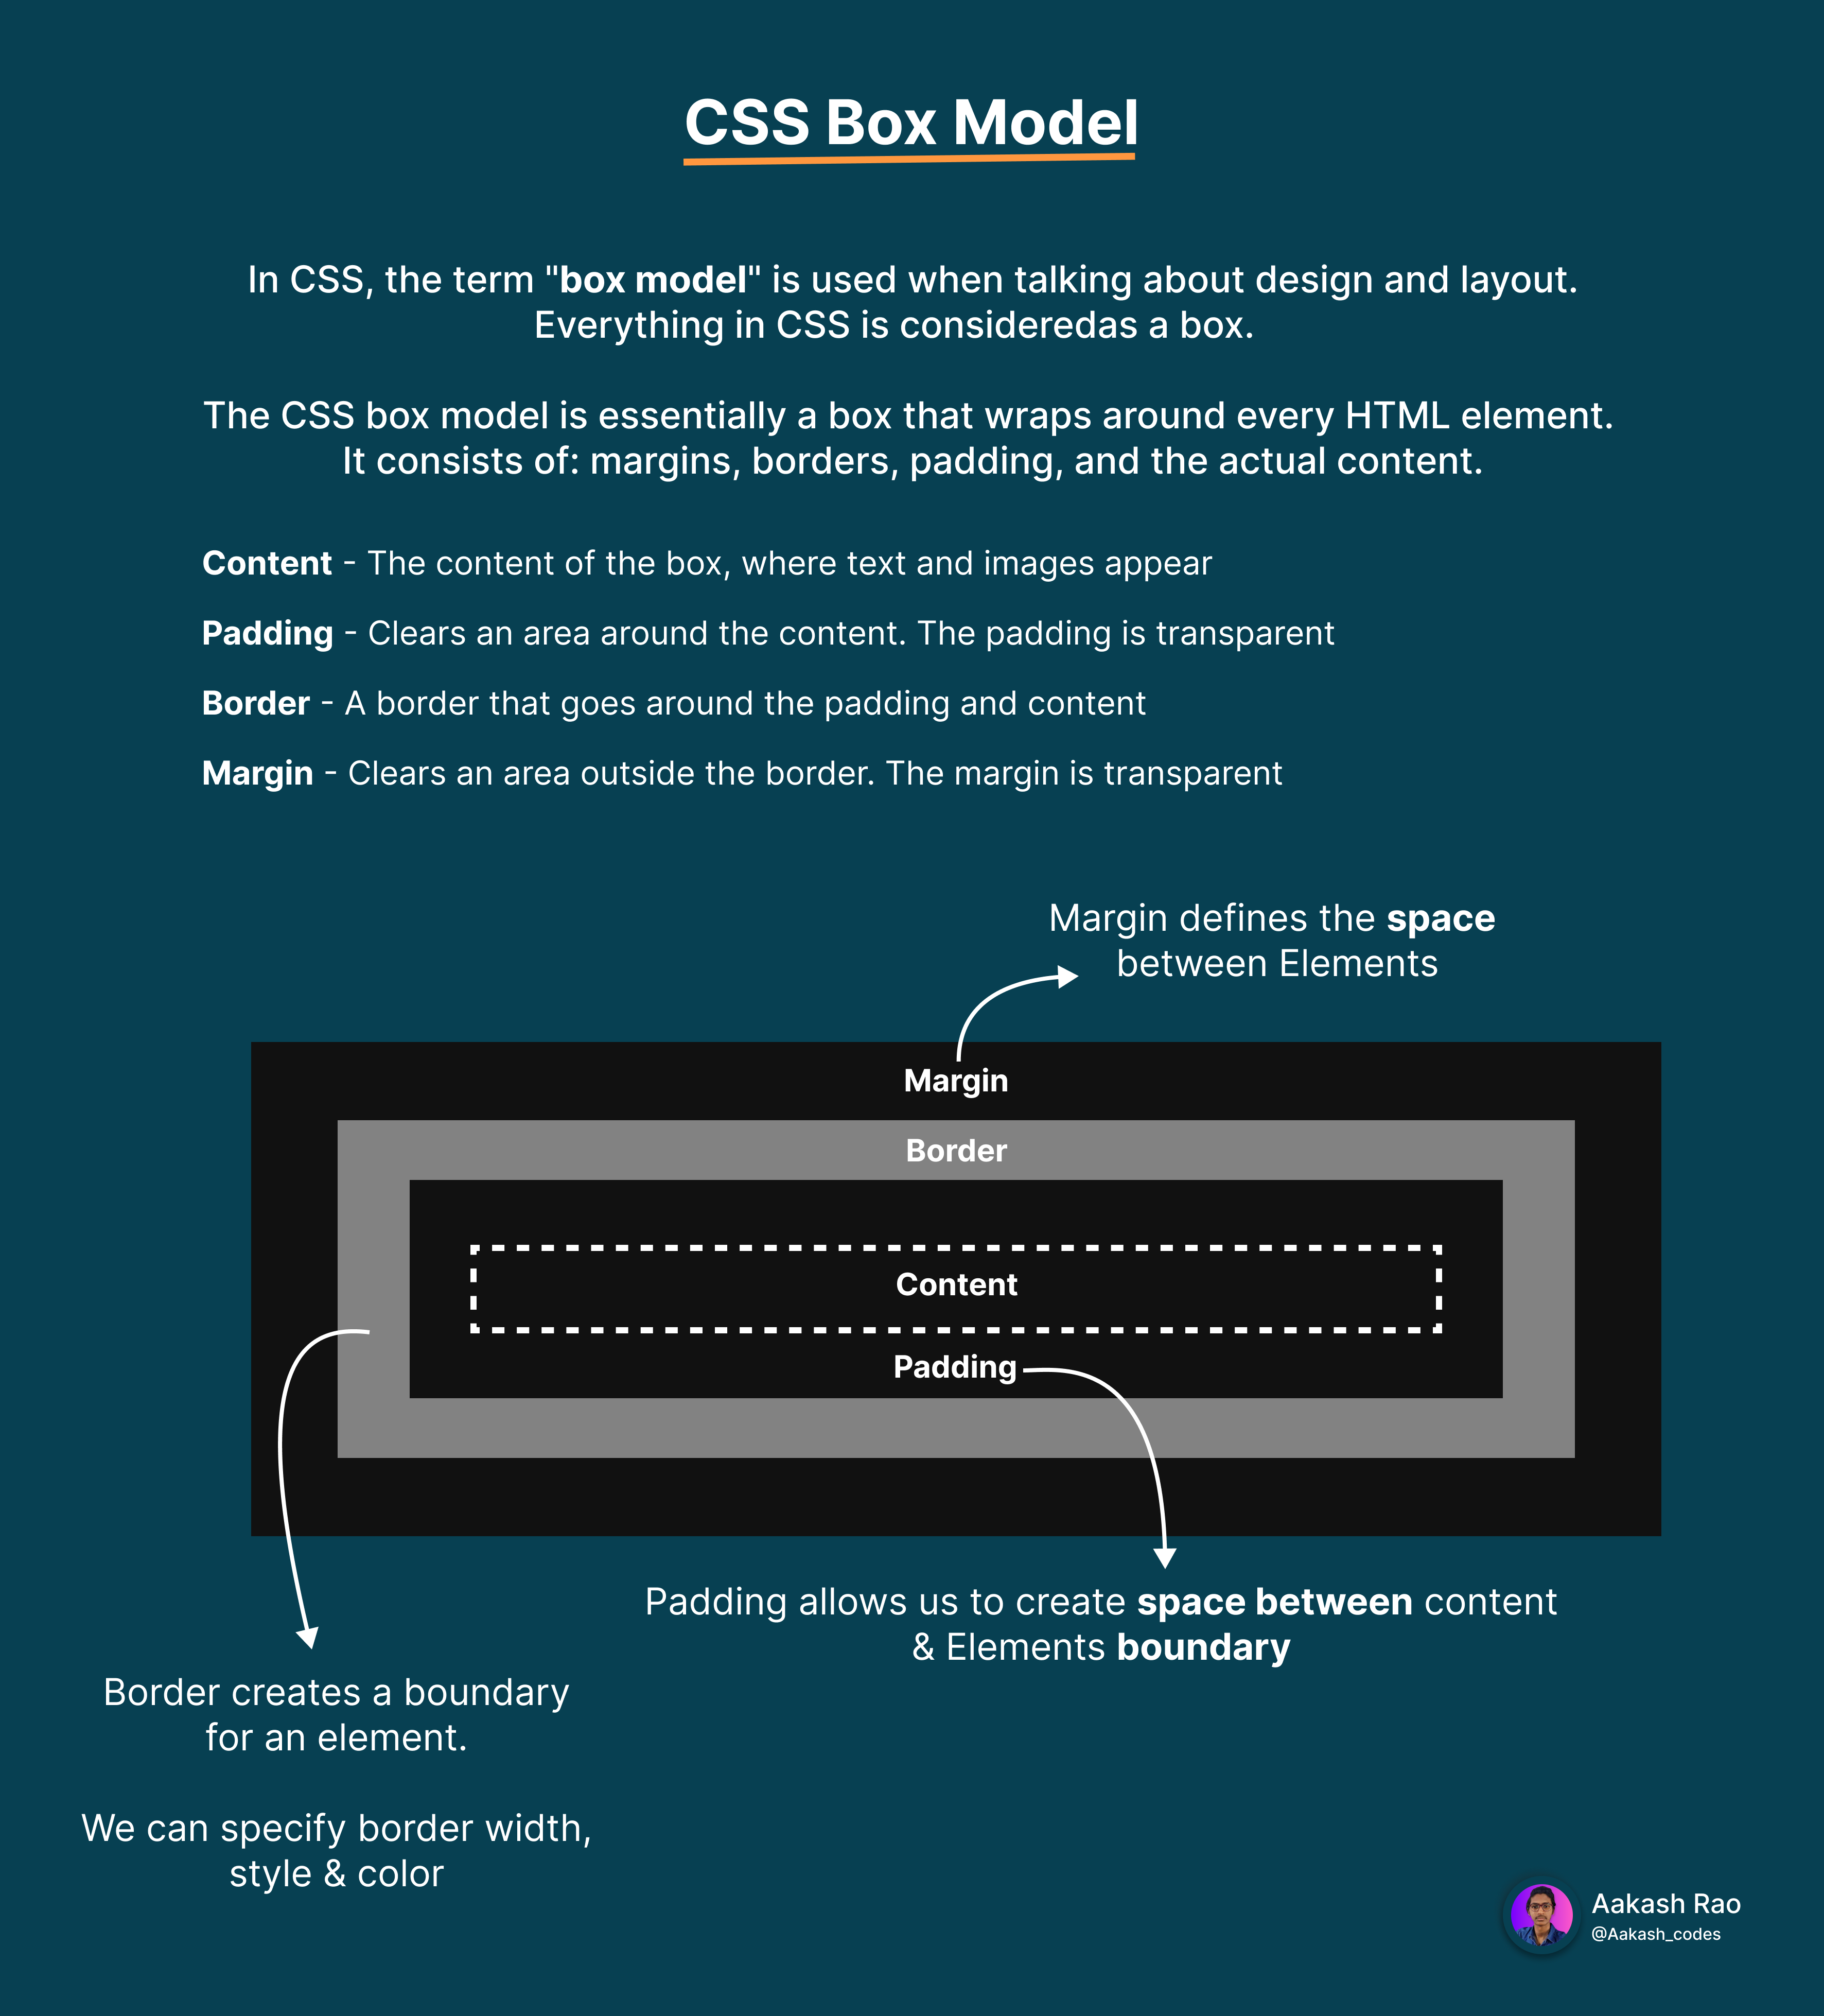 CSS Box Model
In CSS, the term "box model" is used when talking about design and layout.
Everything in CSS is consideredas a box.
The CSS box model is essentially a box that wraps around every HTML element.
It consists of: margins, borders, padding, and the actual content.
Content - The content of the box, where text and images appear
Padding - Clears an area around the content. The padding is transparent
Border - A border that goes around the padding and content
Margin - Clears an area outside the border. The margin is transparent
Margin defines the space
between Elements
Margin
Border
Content
Padding
Padding allows us to create space between content
& Elements boundary
Border creates a boundary
for an element.
We can specify border width,
style & color
Aakash Rao
@Aakash_codes